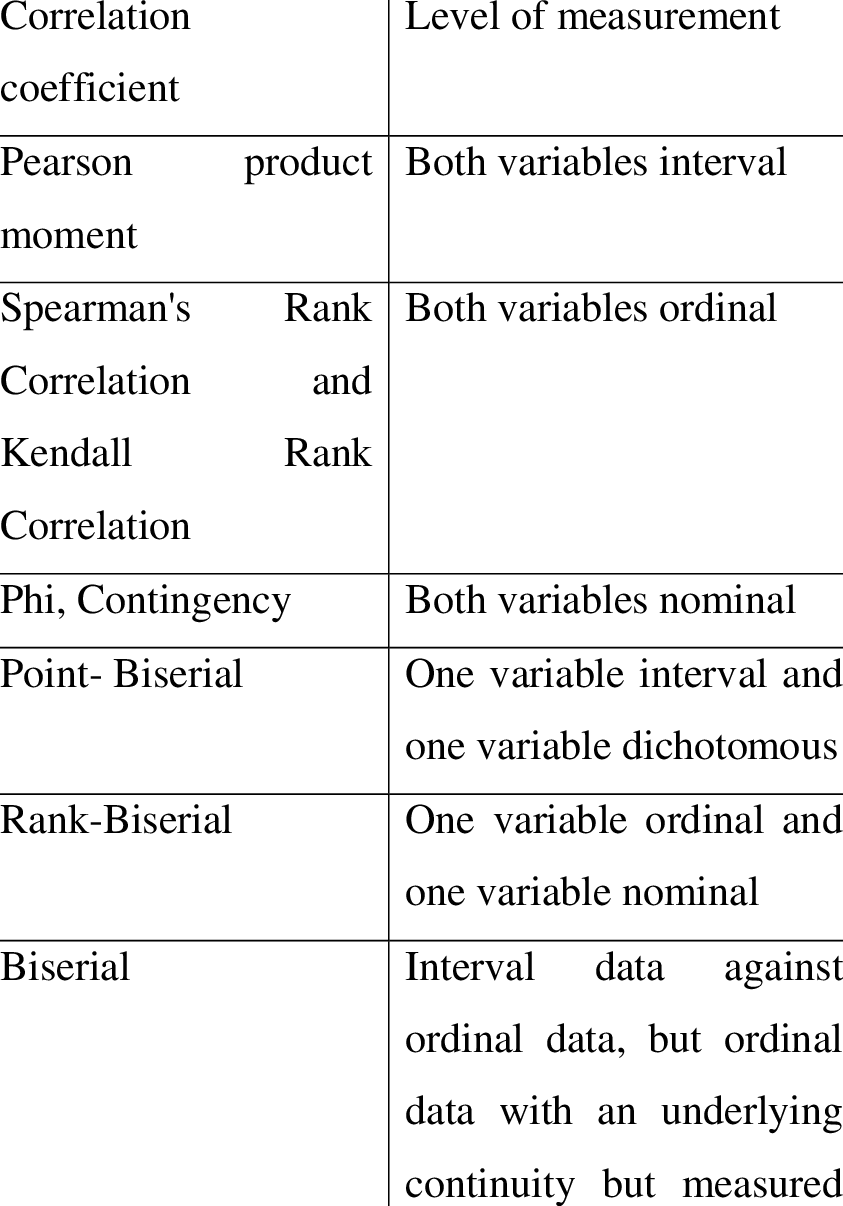 Correlation
coefficient
Level of measurement
Pearson product
moment
Both variables interval
Spearman's Rank
Correlation and
Kendall Rank
Correlation
Both variables ordinal
Phi, Contingency
Both variables nominal
Point- Biserial
One variable interval and
one variable dichotomous
Rank-Biserial
One variable ordinal and
one variable nominal
Biserial
Interval data against
ordinal data, but ordinal
data with an underlying
continuity but measured